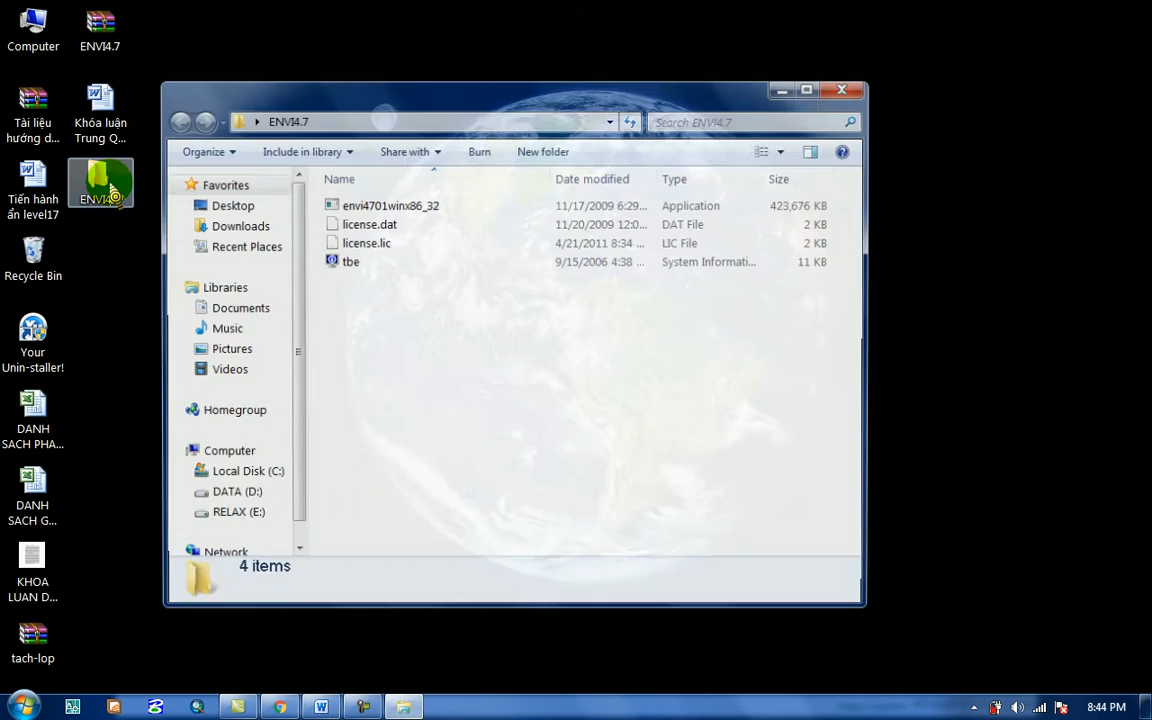 Computer
ENVI4.7
Tài liệu
hướng d...
Khóa luận
Trung Q...
Tiến hành
ẩn level17
ENVI4.7
Recycle Bin
Your
Unin-staller!
DANH
SACH PHA...
DANH
SACH G...
KHOA
LUAN D...
tach-lop
ENVI4.7
Search ENVI4.7
Organize
Include in library
Share with
Burn
New folder
Favorites
Desktop
Downloads
Recent Places
Libraries
Documents
Music
Pictures
Videos
Homegroup
Computer
Local Disk (C:)
DATA (D:)
RELAX (E:)
Network
Name Date modified Type Size
envi4701winx86_32 11/17/2009 6:29... Application 423,676 KB
license.dat 11/20/2009 12:0... DAT File 2 KB
license.lic 4/21/2011 8:34 ... LIC File 2 KB
tbe 9/15/2006 4:38 ... System Informati... 11 KB
4 items
8:44 PM